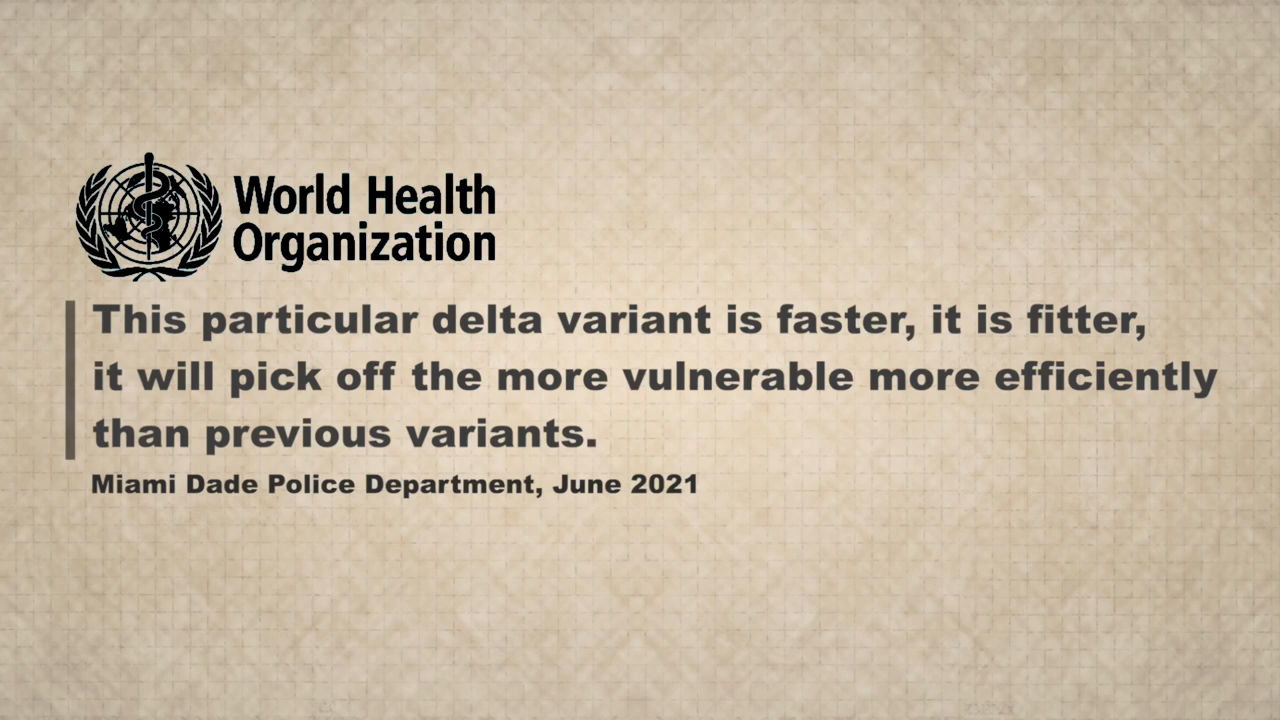 World Health
Organization
This particular delta variant is faster, it is fitter,
it will pick off the more vulnerable more efficiently
than previous variants.
Miami Dade Police Department, June 2021